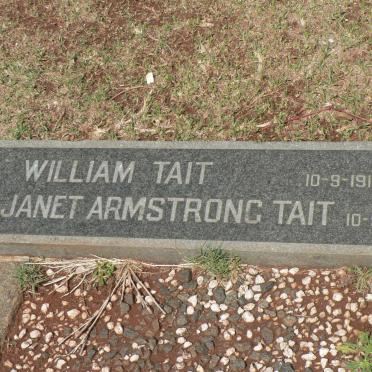 WILLIAM TAIT 10-9-191
JANET ARMSTRONG TAIT 10-